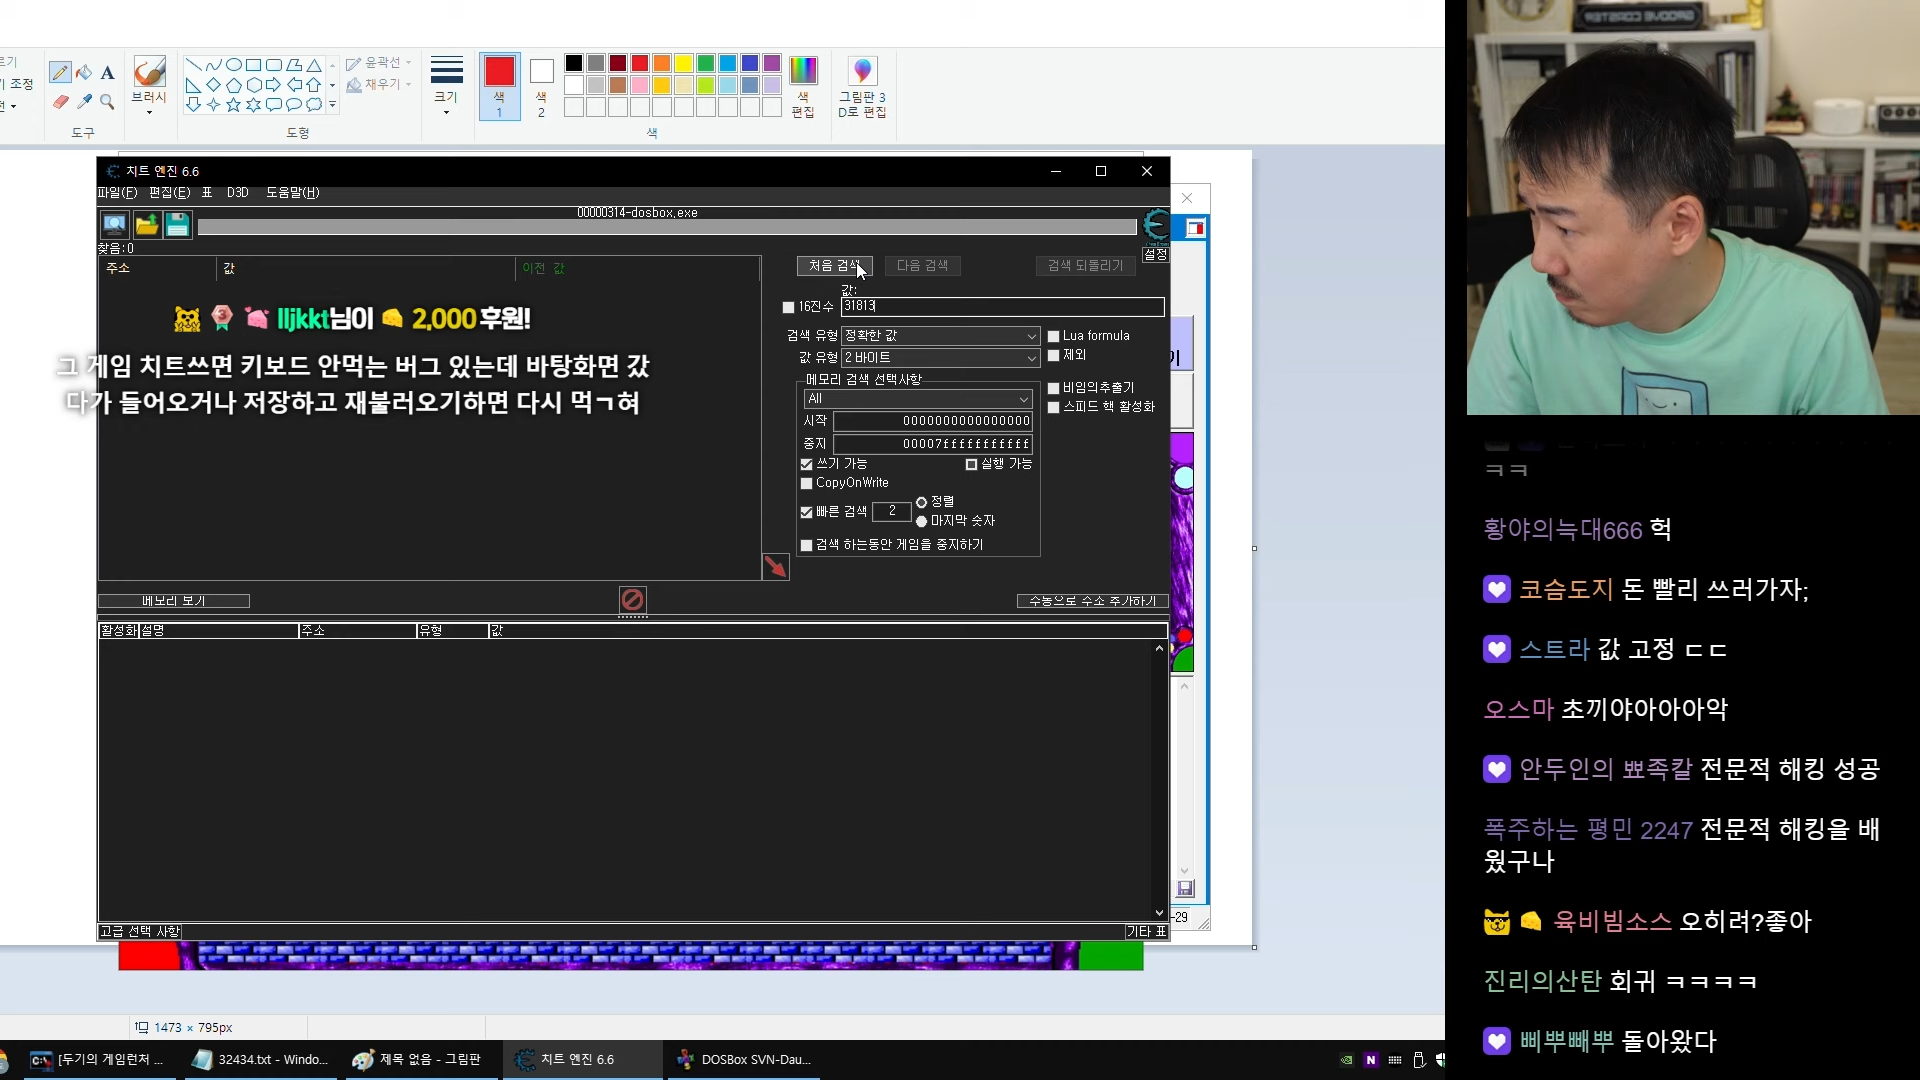 브러시
윤곽선
채우기
크기
색
1
색
2
색
편집
그림판 3
D로 편집
조정
도구
도형
색
치트 엔진 6.6
파일(F) 편집(E) 표 D3D 도움말(H)
00000314-dosbox.exe
찾음:0
설정
주소 값 이전 값
처음 검색 다음 검색 검색 되돌리기
값:
16진수 31813
검색 유형 정확한 값
Lua formula
값 유형 2 바이트
제외
메모리 검색 선택사항
All
비임의추출기
스피드 핵 활성화
시작 0000000000000000
중지 00007fffffffffff
쓰기 가능 실행 가능
CopyOnWrite
빠른 검색 2 정렬
마지막 숫자
검색 하는동안 게임을 중지하기
lljkkt님이 2,000 후원!
그 게임 치트쓰면 키보드 안먹는 버그 있는데 바탕화면 갔
다가 들어오거나 저장하고 재불러오기하면 다시 먹ㄱ혀
메모리 보기 수동으로 주소 추가하기
활성화 설명 주소 유형 값
고급 선택 사항 기타 표
-29
1473 × 795px
[두기의 게임런처 ...
32434.txt - Windo...
제목 없음 - 그림판
치트 엔진 6.6
DOSBox SVN-Dau...
ㅋㅋ
황야의늑대666 헉
코슴도지 돈 빨리 쓰러가자;
스트라 값 고정 ㄷㄷ
오스마 초끼야아아아악
안두인의 뾰족칼 전문적 해킹 성공
폭주하는 평민 2247 전문적 해킹을 배
웠구나
육비빔소스 오히려?좋아
진리의산탄 회귀 ㅋㅋㅋㅋ
삐뿌빼뿌 돌아왔다